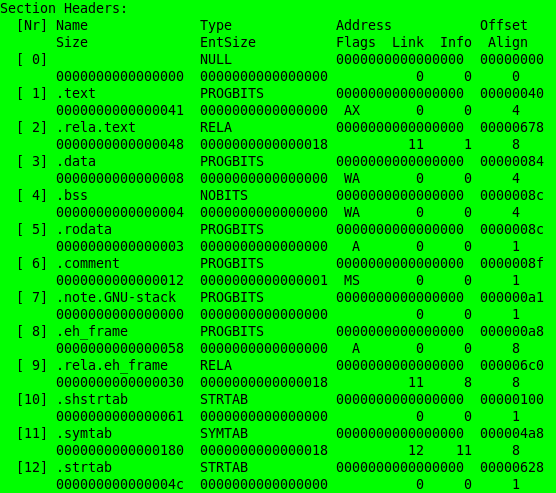 Section Headers:
  [Nr] Name              Type             Address           Offset
       Size              EntSize          Flags  Link  Info  Align
  [ 0]                   NULL             0000000000000000  00000000
       0000000000000000  0000000000000000           0     0     0
  [ 1] .text             PROGBITS         0000000000000000  00000040
       0000000000000041  0000000000000000  AX       0     0     4
  [ 2] .rela.text        RELA             0000000000000000  00000678
       0000000000000048  0000000000000018          11     1     8
  [ 3] .data             PROGBITS         0000000000000000  00000084
       0000000000000008  0000000000000000  WA       0     0     4
  [ 4] .bss              NOBITS           0000000000000000  0000008c
       0000000000000004  0000000000000000  WA       0     0     4
  [ 5] .rodata           PROGBITS         0000000000000000  0000008c
       0000000000000003  0000000000000000   A       0     0     1
  [ 6] .comment          PROGBITS         0000000000000000  0000008f
       0000000000000012  0000000000000001  MS       0     0     1
  [ 7] .note.GNU-stack   PROGBITS         0000000000000000  000000a1
       0000000000000000  0000000000000000           0     0     1
  [ 8] .eh_frame         PROGBITS         0000000000000000  000000a8
       0000000000000058  0000000000000000   A       0     0     8
  [ 9] .rela.eh_frame    RELA             0000000000000000  000006c0
       0000000000000030  0000000000000018          11     8     8
  [10] .shstrtab         STRTAB           0000000000000000  00000100
       0000000000000061  0000000000000000           0     0     1
  [11] .symtab           SYMTAB           0000000000000000  000004a8
       0000000000000180  0000000000000018          12    11     8
  [12] .strtab           STRTAB           0000000000000000  00000628
       000000000000004c  0000000000000000           0     0     1